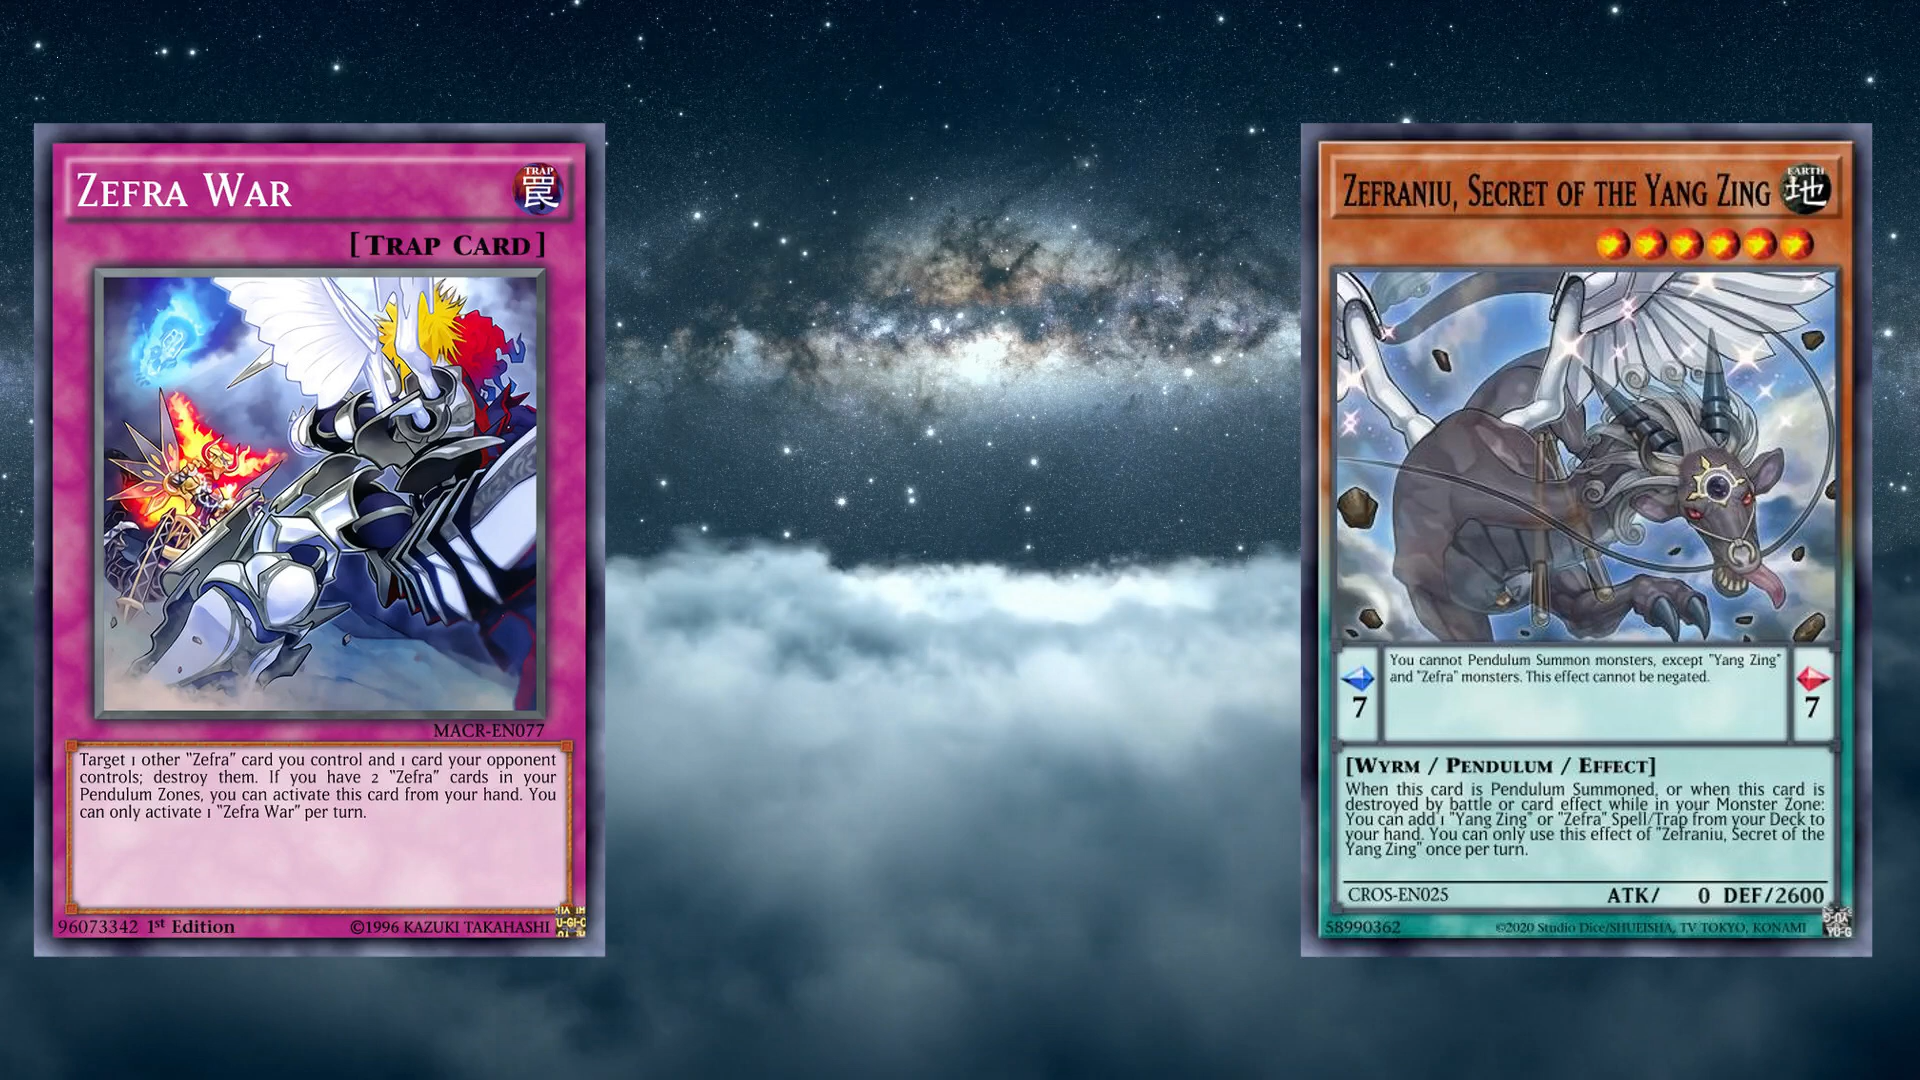 ZEFRA WAR
TRAP
罠
[TRAP CARD]
MACR-EN077
Target 1 other "Zefra" card you control and 1 card your opponent
controls; destroy them. If you have 2 "Zefra" cards in your
Pendulum Zones, you can activate this card from your hand. You
can only activate 1 "Zefra War" per turn.
96073342 1st Edition
©1996 KAZUKI TAKAHASHI
ZEFRANIU, SECRET OF THE YANG ZING
EARTH
地
You cannot Pendulum Summon monsters, except "Yang Zing"
and "Zefra" monsters. This effect cannot be negated.
7
7
[WYRM / PENDULUM / EFFECT]
When this card is Pendulum Summoned, or when this card is
destroyed by battle or card effect while in your Monster Zone:
You can add 1 "Yang Zing" or "Zefra" Spell/Trap from your Deck to
your hand. You can only use this effect of "Zefraniu, Secret of the
Yang Zing" once per turn.
CROS-EN025
ATK/ 0 DEF/2600
58990362
©2020 Studio Dice/SHUEISHA, TV TOKYO, KONAMI